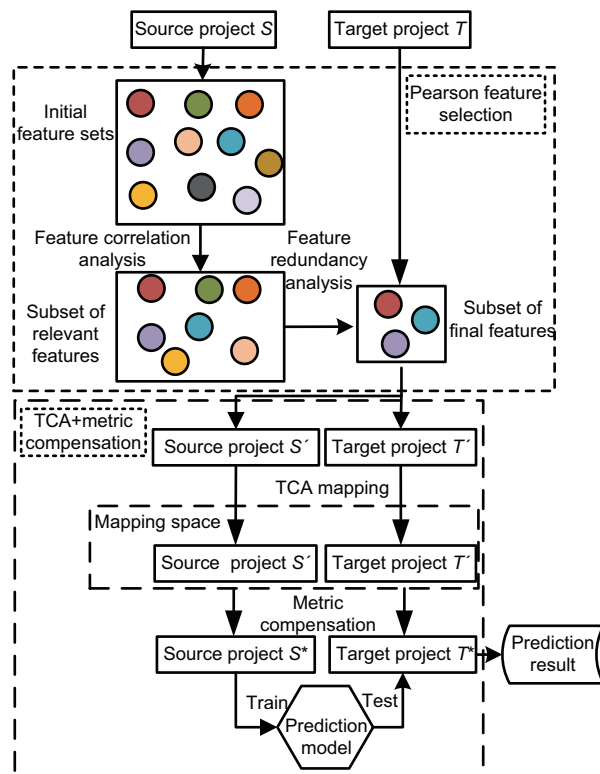 Source project S
Target project T
Initial
feature sets
Pearson feature
selection
Feature correlation
analysis
Feature
redundancy
analysis
Subset of
relevant
features
Subset of
final features
TCA+metric
compensation
Source project S´
Target project T´
TCA mapping
Mapping space
Source project S´
Target project T´
Metric
compensation
Source project S*
Target project T*
Prediction
result
Train
Test
Prediction
model